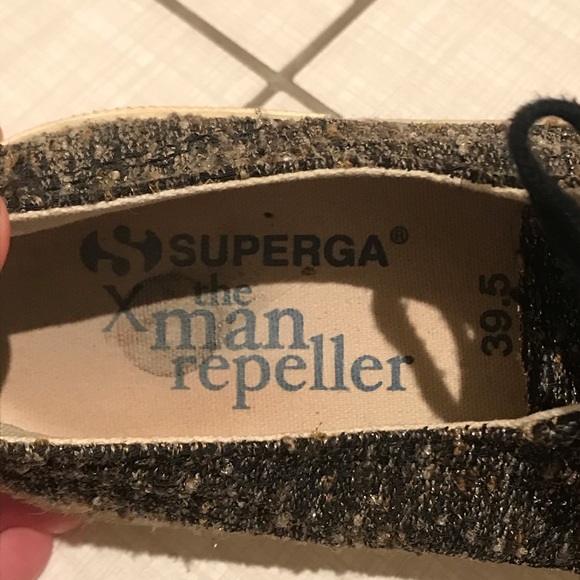 SUPERGA®
X the
man
repeller
39.5